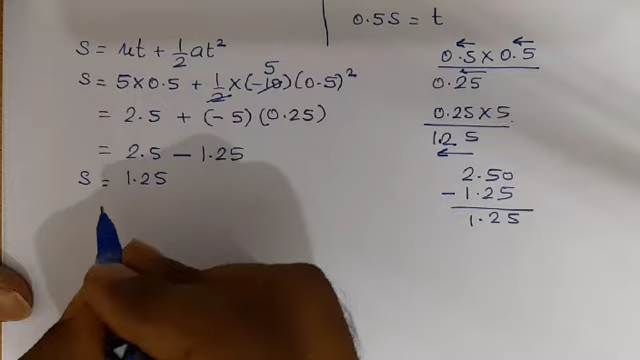 0.5S = t
S = ut + 1/2 at²
S = 5 × 0.5 + 1/2 × (-10) (0.5)²
5
= 2.5 + (-5) (0.25)
= 2.5 - 1.25
S = 1.25
0.5 × 0.5
0.25
0.25 × 5
1.25
2.50
- 1.25
1.25